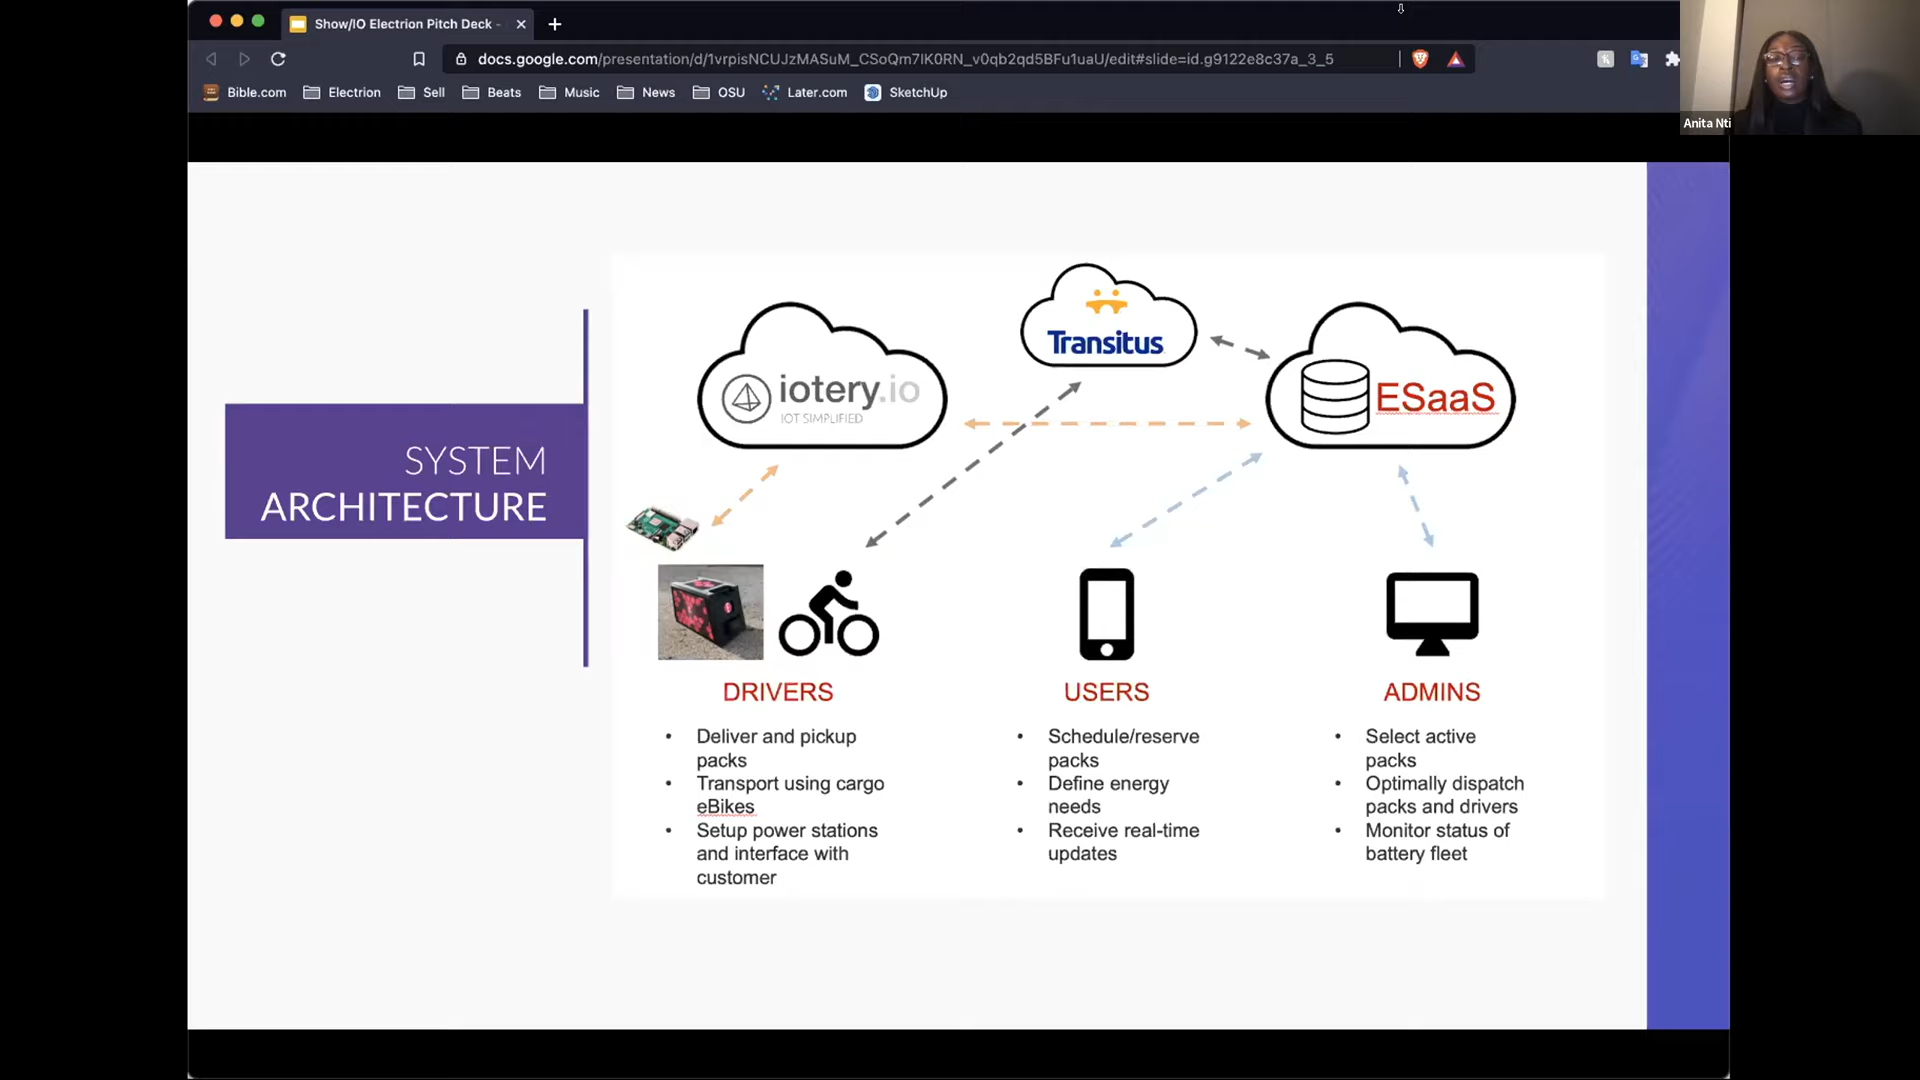 Show/IO Electrion Pitch Deck -
docs.google.com/presentation/d/1vrpisNCUJzMASuM_CSoQm7IK0RN_v0qb2qd5BFu1uaU/edit#slide=id.g9122e8c37a_3_5
Bible.com
Electrion
Sell
Beats
Music
News
OSU
Later.com
SketchUp
Anita Nti
SYSTEM
ARCHITECTURE
iotery.io
IOT SIMPLIFIED
Transitus
ESaaS
DRIVERS
• Deliver and pickup
packs
• Transport using cargo
eBikes
• Setup power stations
and interface with
customer
USERS
• Schedule/reserve
packs
• Define energy
needs
• Receive real-time
updates
ADMINS
• Select active
packs
• Optimally dispatch
packs and drivers
• Monitor status of
battery fleet